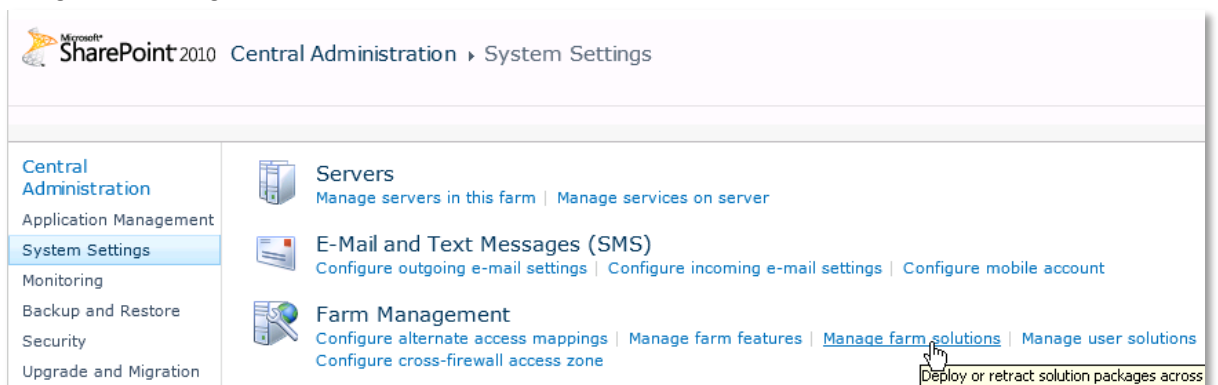 Microsoft®
SharePoint 2010 Central Administration ▸ System Settings
Central
Administration
Application Management
System Settings
Monitoring
Backup and Restore
Security
Upgrade and Migration
Servers
Manage servers in this farm | Manage services on server
E-Mail and Text Messages (SMS)
Configure outgoing e-mail settings | Configure incoming e-mail settings | Configure mobile account
Farm Management
Configure alternate access mappings | Manage farm features | Manage farm solutions | Manage user solutions
Configure cross-firewall access zone
Deploy or retract solution packages across